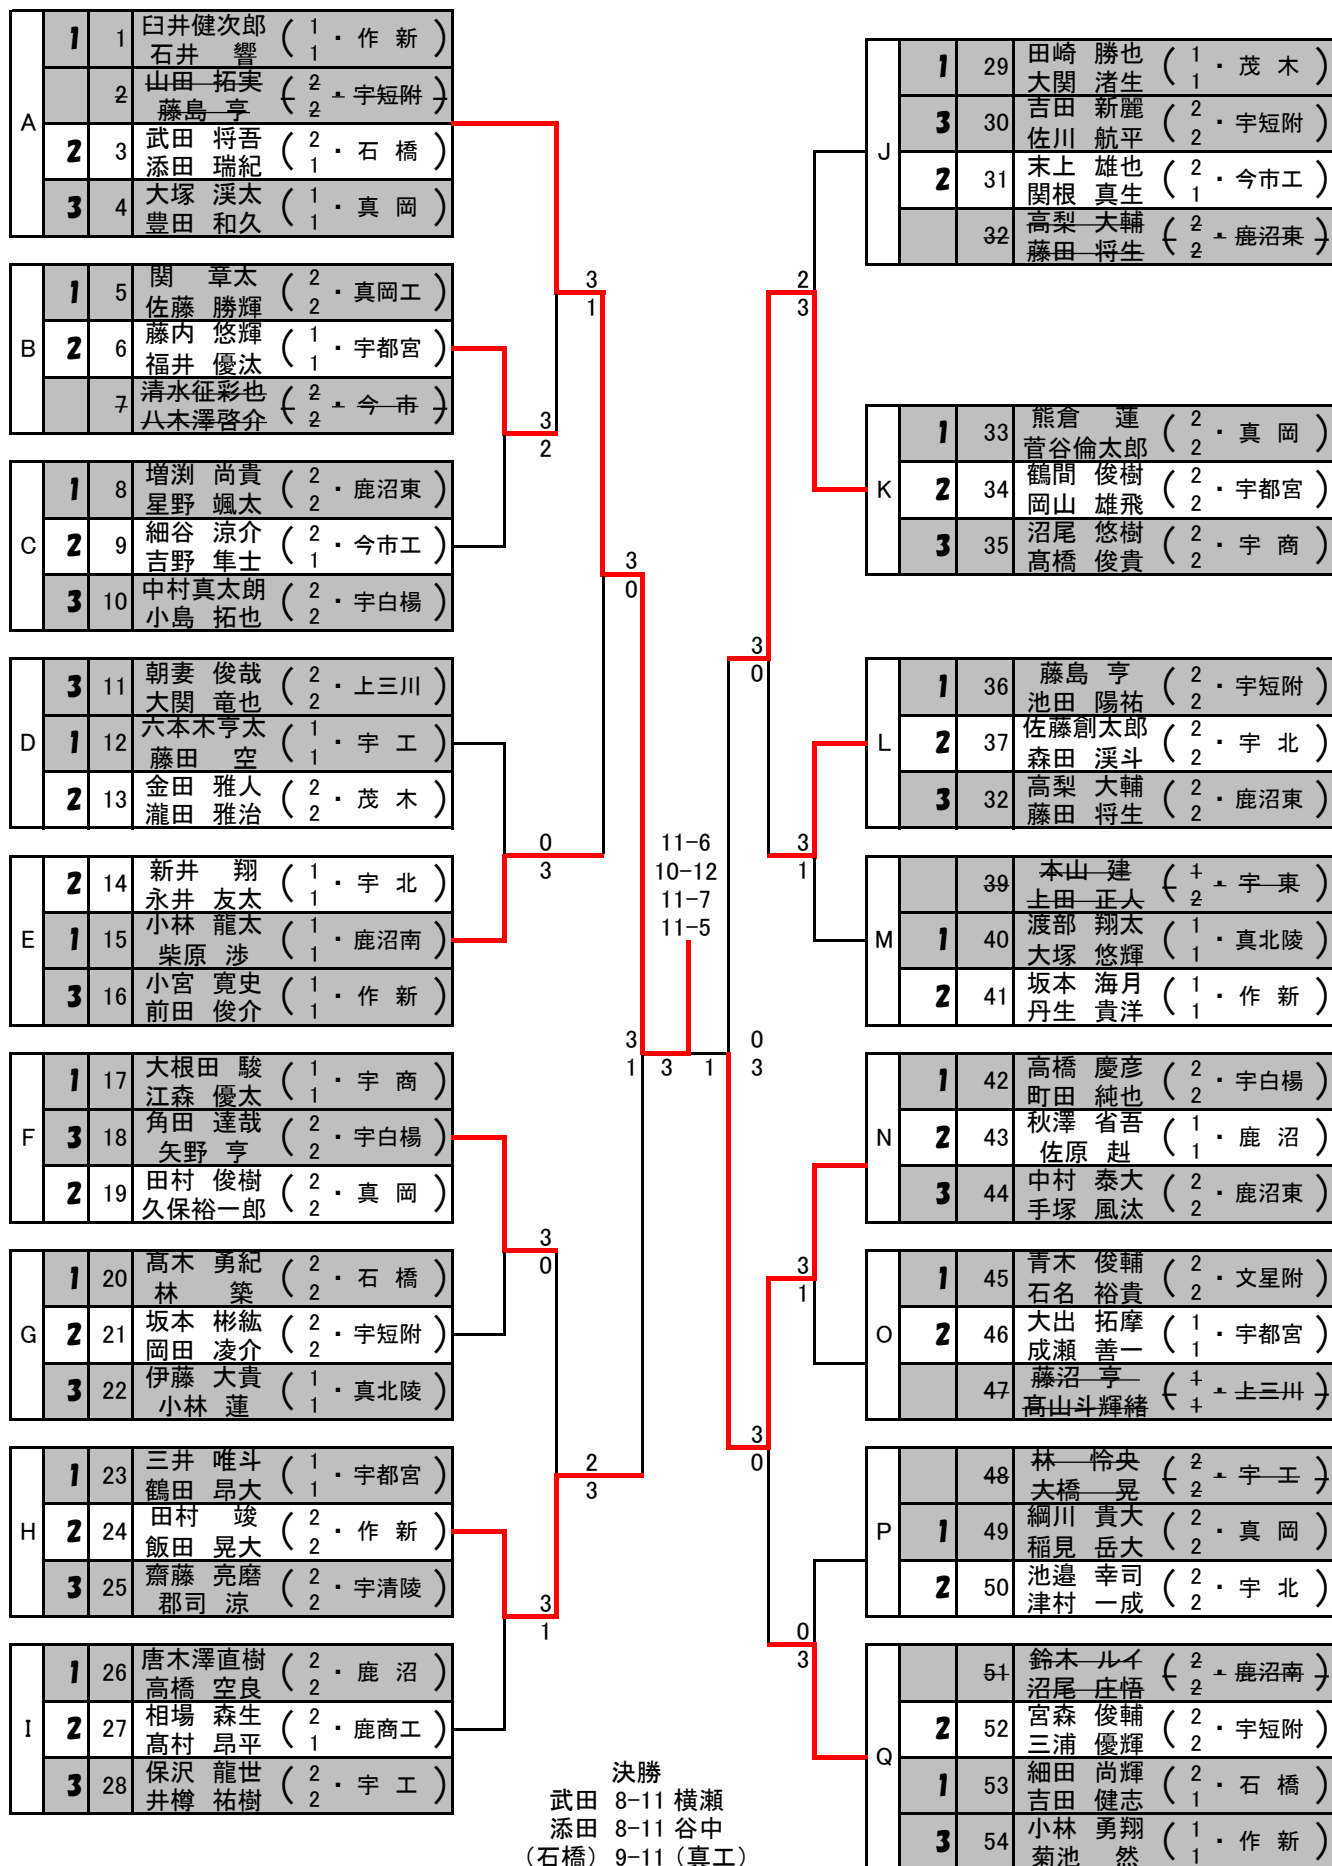 A
1 1 臼井健次郎 石井 響 ( 1 1 ・ 作 新 )
2 山田 拓実 藤島 亨 ( 2 2 ・ 宇短附 )
2 3 武田 将吾 添田 瑞紀 ( 2 1 ・ 石 橋 )
3 4 大塚 渓太 豊田 和久 ( 1 1 ・ 真 岡 )
B
1 5 関 章太 佐藤 勝輝 ( 2 2 ・ 真岡工 )
2 6 藤内 悠輝 福井 優汰 ( 1 1 ・ 宇都宮 )
7 清水征彩也 八木澤啓介 ( 2 2 ・ 今 市 )
C
1 8 増渕 尚貴 星野 颯太 ( 2 2 ・ 鹿沼東 )
2 9 細谷 涼介 吉野 隼士 ( 2 1 ・ 今市工 )
3 10 中村真太朗 小島 拓也 ( 2 2 ・ 宇白楊 )
D
3 11 朝妻 俊哉 大関 竜也 ( 2 2 ・ 上三川 )
1 12 六本木亨太 藤田 空 ( 1 1 ・ 宇 工 )
2 13 金田 雅人 瀧田 雅治 ( 2 2 ・ 茂 木 )
E
2 14 新井 翔 永井 友太 ( 1 1 ・ 宇 北 )
1 15 小林 龍太 柴原 渉 ( 1 1 ・ 鹿沼南 )
3 16 小宮 寛史 前田 俊介 ( 1 1 ・ 作 新 )
F
1 17 大根田 駿 江森 優太 ( 1 1 ・ 宇 商 )
3 18 角田 達哉 矢野 亨 ( 2 2 ・ 宇白楊 )
2 19 田村 俊樹 久保裕一郎 ( 2 2 ・ 真 岡 )
G
1 20 髙木 勇紀 林 築 ( 2 2 ・ 石 橋 )
2 21 坂本 彬紘 岡田 凌介 ( 2 2 ・ 宇短附 )
3 22 伊藤 大貴 小林 蓮 ( 1 1 ・ 真北陵 )
H
1 23 三井 唯斗 鶴田 昂大 ( 1 1 ・ 宇都宮 )
2 24 田村 竣 飯田 晃大 ( 2 2 ・ 作 新 )
3 25 齋藤 亮磨 郡司 涼 ( 2 2 ・ 宇清陵 )
I
1 26 唐木澤直樹 高橋 空良 ( 2 2 ・ 鹿 沼 )
2 27 相場 森生 髙村 昂平 ( 2 1 ・ 鹿商工 )
3 28 保沢 龍世 井樽 祐樹 ( 2 2 ・ 宇 工 )
3
1
3
2
3
0
0
3
3
1
3
0
2
3
3
1
3
1
11-6
10-12
11-7
11-5
2
3
3
0
3
1
0
3
3
1
3
0
0
3
決勝
武田 8-11 横瀬
添田 8-11 谷中
(石橋) 9-11 (真工)
J
1 29 田崎 勝也 大関 渚生 ( 1 1 ・ 茂 木 )
3 30 吉田 新麗 佐川 航平 ( 2 2 ・ 宇短附 )
2 31 末上 雄也 関根 真生 ( 2 1 ・ 今市工 )
32 高梨 大輔 藤田 将生 ( 2 2 ・ 鹿沼東 )
K
1 33 熊倉 蓮 菅谷倫太郎 ( 2 2 ・ 真 岡 )
2 34 鶴間 俊樹 岡山 雄飛 ( 2 2 ・ 宇都宮 )
3 35 沼尾 悠樹 髙橋 俊貴 ( 2 2 ・ 宇 商 )
L
1 36 藤島 亨 池田 陽祐 ( 2 2 ・ 宇短附 )
2 37 佐藤創太郎 森田 渓斗 ( 2 2 ・ 宇 北 )
3 32 高梨 大輔 藤田 将生 ( 2 2 ・ 鹿沼東 )
M
39 本山 建 上田 正人 ( 1 2 ・ 宇 東 )
1 40 渡部 翔太 大塚 悠輝 ( 1 1 ・ 真北陵 )
2 41 坂本 海月 丹生 貴洋 ( 1 1 ・ 作 新 )
N
1 42 高橋 慶彦 町田 純也 ( 2 2 ・ 宇白楊 )
2 43 秋澤 省吾 佐原 赳 ( 1 1 ・ 鹿 沼 )
3 44 中村 泰大 手塚 風汰 ( 2 2 ・ 鹿沼東 )
O
1 45 青木 俊輔 石名 裕貴 ( 2 2 ・ 文星附 )
2 46 大出 拓摩 成瀬 善一 ( 1 1 ・ 宇都宮 )
47 藤沼 亨 髙山斗輝緒 ( 1 1 ・ 上三川 )
P
48 林 怜央 大橋 晃 ( 2 2 ・ 宇 工 )
1 49 綱川 貴大 稲見 岳大 ( 2 2 ・ 真 岡 )
2 50 池邉 幸司 津村 一成 ( 2 2 ・ 宇 北 )
Q
51 鈴木 ルイ 沼尾 庄悟 ( 2 2 ・ 鹿沼南 )
2 52 宮森 俊輔 三浦 優輝 ( 2 2 ・ 宇短附 )
1 53 細田 尚輝 吉田 健志 ( 2 1 ・ 石 橋 )
3 54 小林 勇翔 菊池 然 ( 1 1 ・ 作 新 )